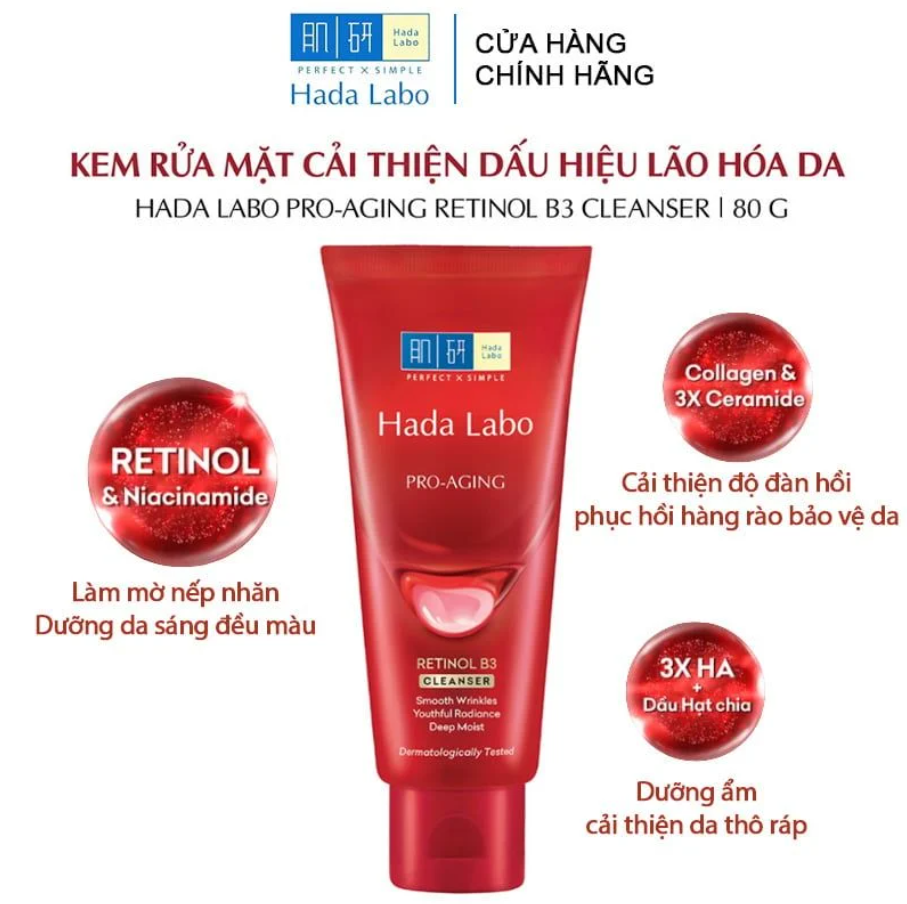 肌研 Hada Labo
PERFECT X SIMPLE
Hada Labo
CỬA HÀNG
CHÍNH HÃNG
KEM RỬA MẶT CẢI THIỆN DẤU HIỆU LÃO HÓA DA
HADA LABO PRO-AGING RETINOL B3 CLEANSER | 80 G
肌研 Hada Labo
PERFECT X SIMPLE
Hada Labo
PRO-AGING
RETINOL B3
CLEANSER
Smooth Wrinkles
Youthful Radiance
Deep Moist
Dermatologically Tested
RETINOL
& Niacinamide
Làm mờ nếp nhăn
Dưỡng da sáng đều màu
Collagen &
3X Ceramide
Cải thiện độ đàn hồi
phục hồi hàng rào bảo vệ da
3X HA
+
Dầu Hạt chia
Dưỡng ẩm
cải thiện da thô ráp